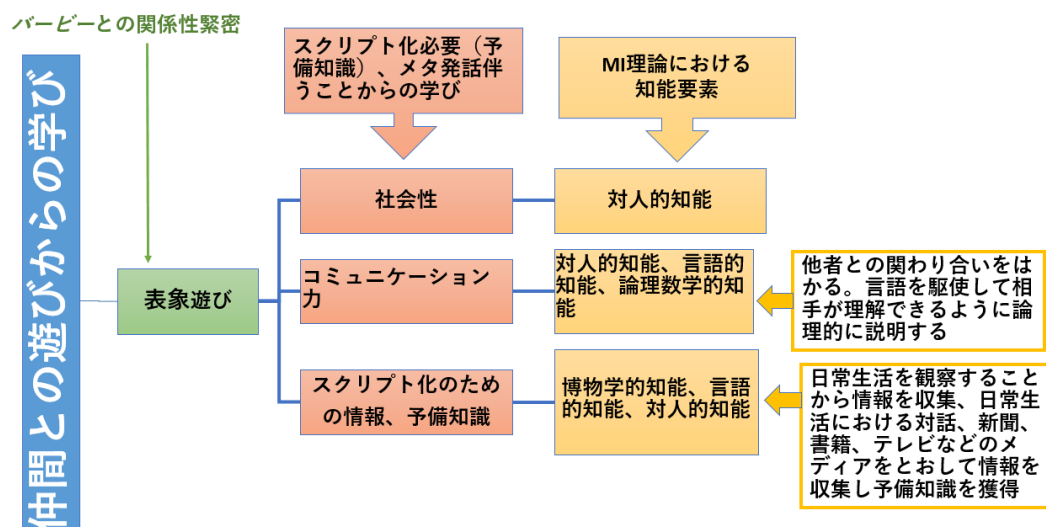 バービーとの関係性緊密
仲間との遊びからの学び
表象遊び
スクリプト化必要（予
備知識）、メタ発話伴
うことからの学び
MI理論における
知能要素
社会性
対人的知能
コミュニケーション
力
対人的知能、言語的
知能、論理数学的知
能
他者との関わり合いをは
かる。言語を駆使して相
手が理解できるように論
理的に説明する
スクリプト化のため
の情報、予備知識
博物学的知能、言語
的知能、対人的知能
日常生活を観察すること
から情報を収集、日常生
活における対話、新聞、
書籍、テレビなどのメ
ディアをとおして情報を
収集し予備知識を獲得